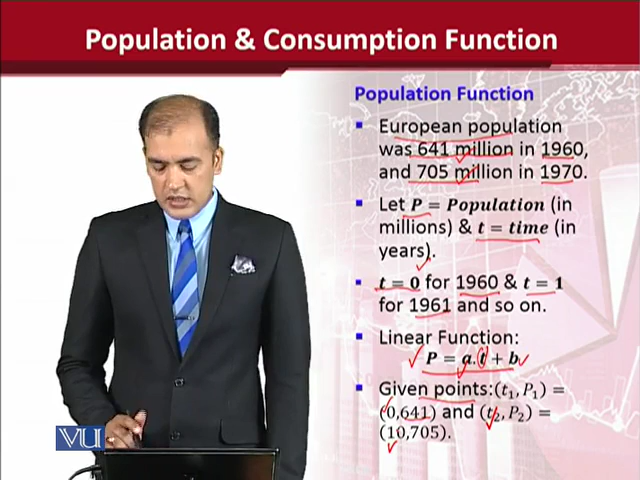 Population & Consumption Function
Population Function
▪ European population
was 641 million in 1960,
and 705 million in 1970.
▪ Let P = Population (in
millions) & t = time (in
years).
▪ t = 0 for 1960 & t = 1
for 1961 and so on.
▪ Linear Function:
P = a.t + b
▪ Given points:(t₁, P₁) =
(0,641) and (t₂, P₂) =
(10,705).
VU